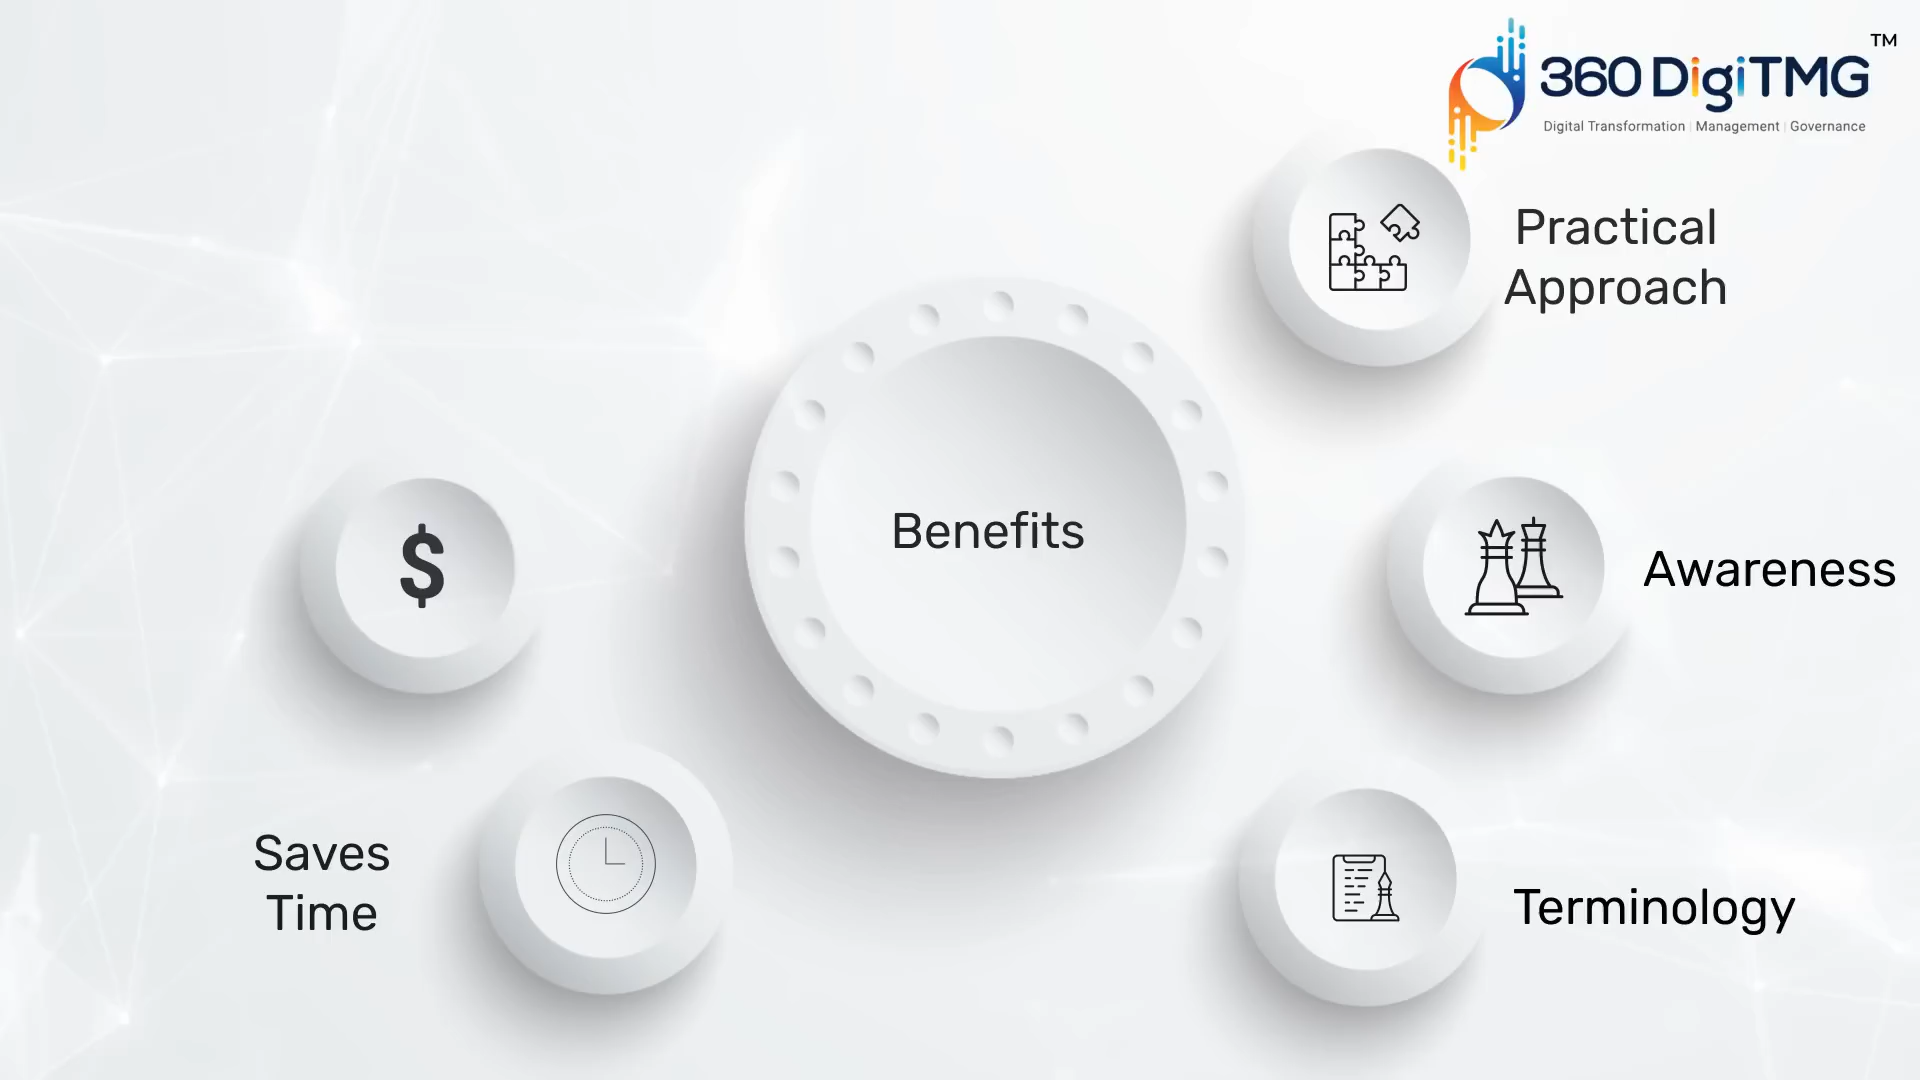 TM
360 DigiTMG
Digital Transformation | Management | Governance
Practical
Approach
Benefits
$
Awareness
Saves
Time
Terminology